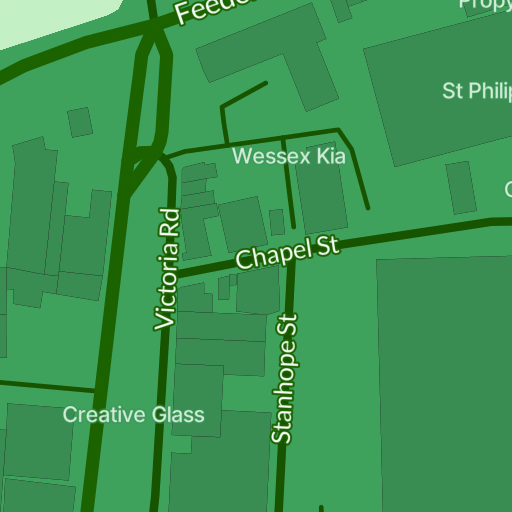 Wessex Kia
Victoria Rd
Chapel St
Stanhope St
Creative Glass